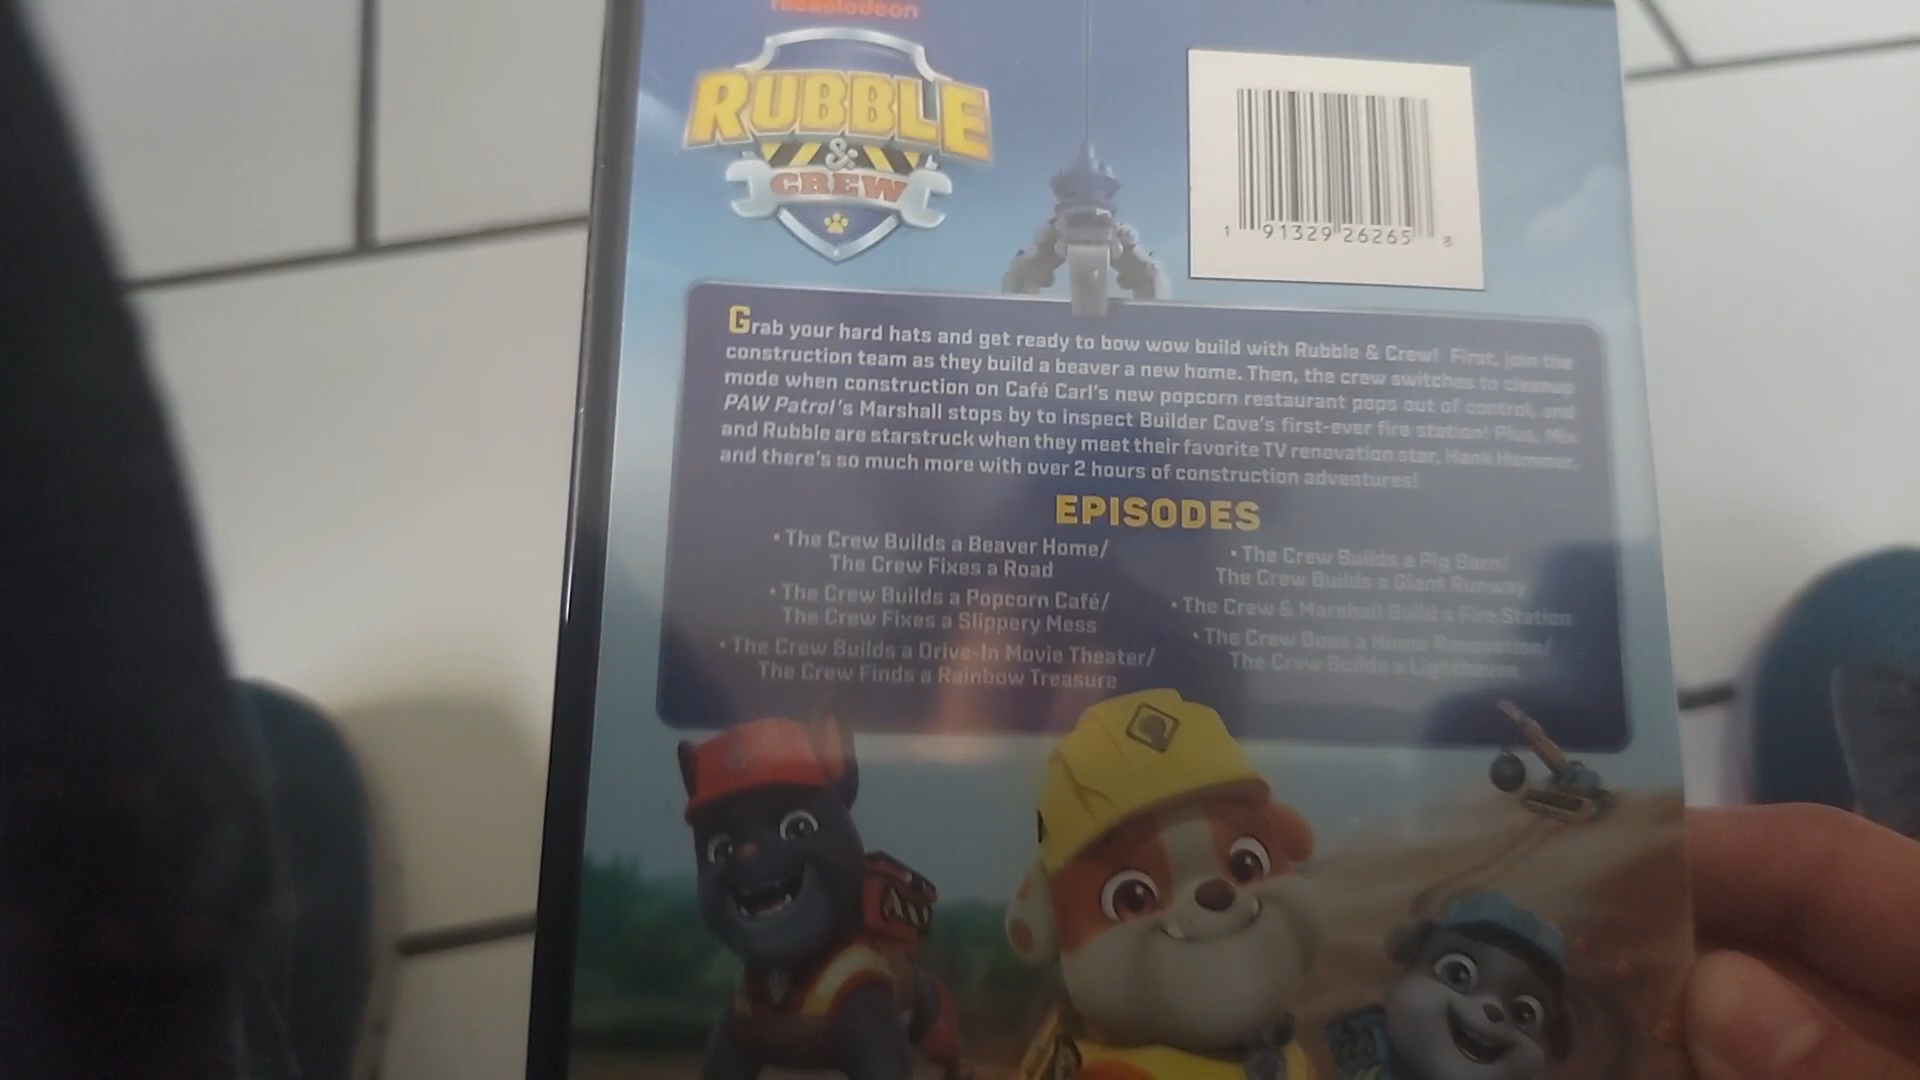 nickelodeon
RUBBLE
&
CREW
1 91329 26265 8
Grab your hard hats and get ready to bow wow build with Rubble & Crew! First, join the
construction team as they build a beaver a new home. Then, the crew switches to cleanup
mode when construction on Café Carl's new popcorn restaurant pops out of control, and
PAW Patrol's Marshall stops by to inspect Builder Cove's first-ever fire station! Plus, Mix
and Rubble are starstruck when they meet their favorite TV renovation star, Hank Hammer,
and there's so much more with over 2 hours of construction adventures!
EPISODES
• The Crew Builds a Beaver Home/
The Crew Fixes a Road
• The Crew Builds a Popcorn Café/
The Crew Fixes a Slippery Mess
• The Crew Builds a Drive-In Movie Theater/
The Crew Finds a Rainbow Treasure
• The Crew Builds a Pig Barn/
The Crew Builds a Giant Runway
• The Crew & Marshall Build a Fire Station
• The Crew Does a Home Renovation/
The Crew Builds a Lighthouse